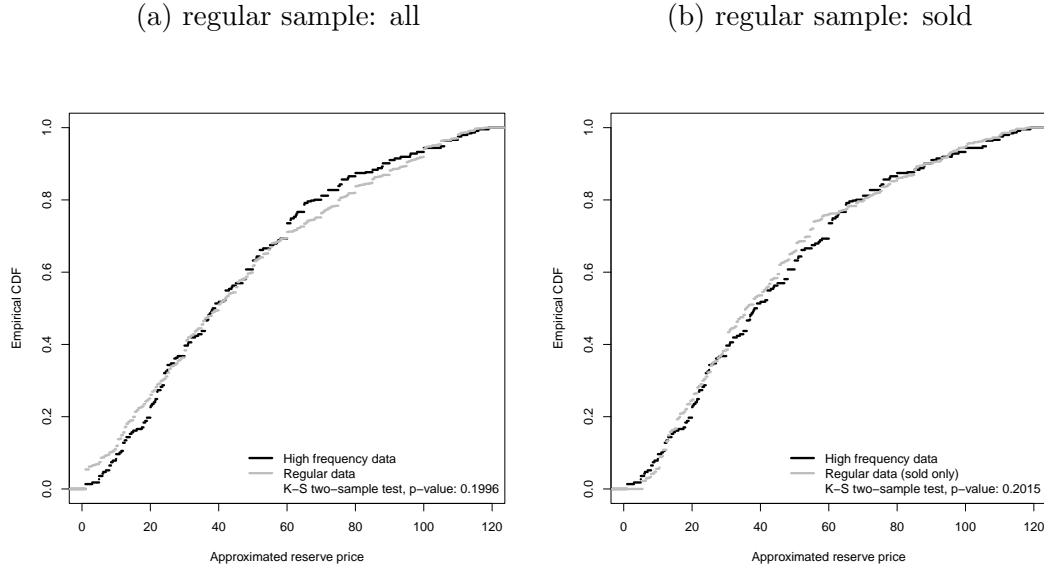 (a) regular sample: all
Empirical CDF
1.0
0.8
0.6
0.4
0.2
0.0
High frequency data
Regular data
K−S two−sample test, p−value: 0.1996
0 20 40 60 80 100 120
Approximated reserve price
(b) regular sample: sold
Empirical CDF
1.0
0.8
0.6
0.4
0.2
0.0
High frequency data
Regular data (sold only)
K−S two−sample test, p−value: 0.2015
0 20 40 60 80 100 120
Approximated reserve price